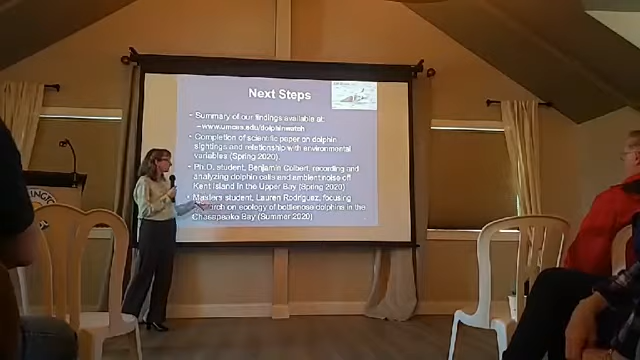 Next Steps
• Summary of our findings available at:
–www.umces.edu/dolphinwatch
• Completion of scientific paper on dolphin
sightings and relationship with environmental
variables (Spring 2020)
• Ph.D. student, Benjamin Colbert, recording and
analyzing dolphin calls and ambient noise off
Kent Island in the Upper Bay (Spring 2020)
• Masters student, Lauren Rodriguez, focusing
on ecology of bottlenose dolphins in the
Chesapeake Bay (Summer 2020)